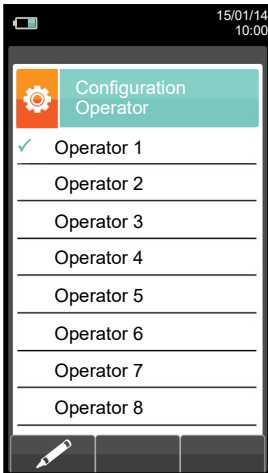 15/01/14
10:00
Configuration
Operator
Operator 1
Operator 2
Operator 3
Operator 4
Operator 5
Operator 6
Operator 7
Operator 8